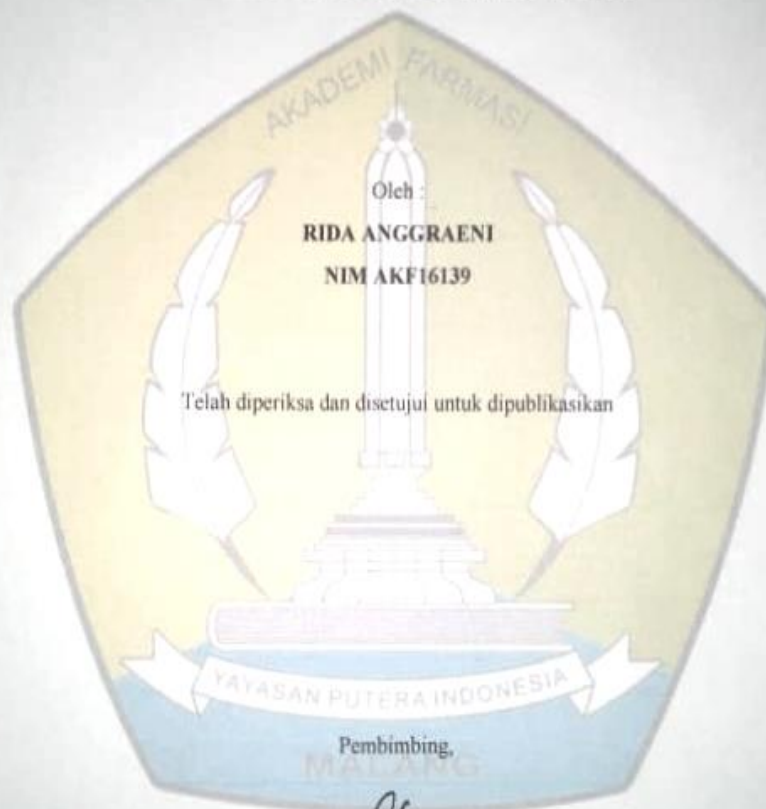 AKADEMI FARMASI
Oleh :
RIDA ANGGRAENI
NIM AKF16139
Telah diperiksa dan disetujui untuk dipublikasikan
YAYASAN PUTERA INDONESIA
Pembimbing,
MALANG